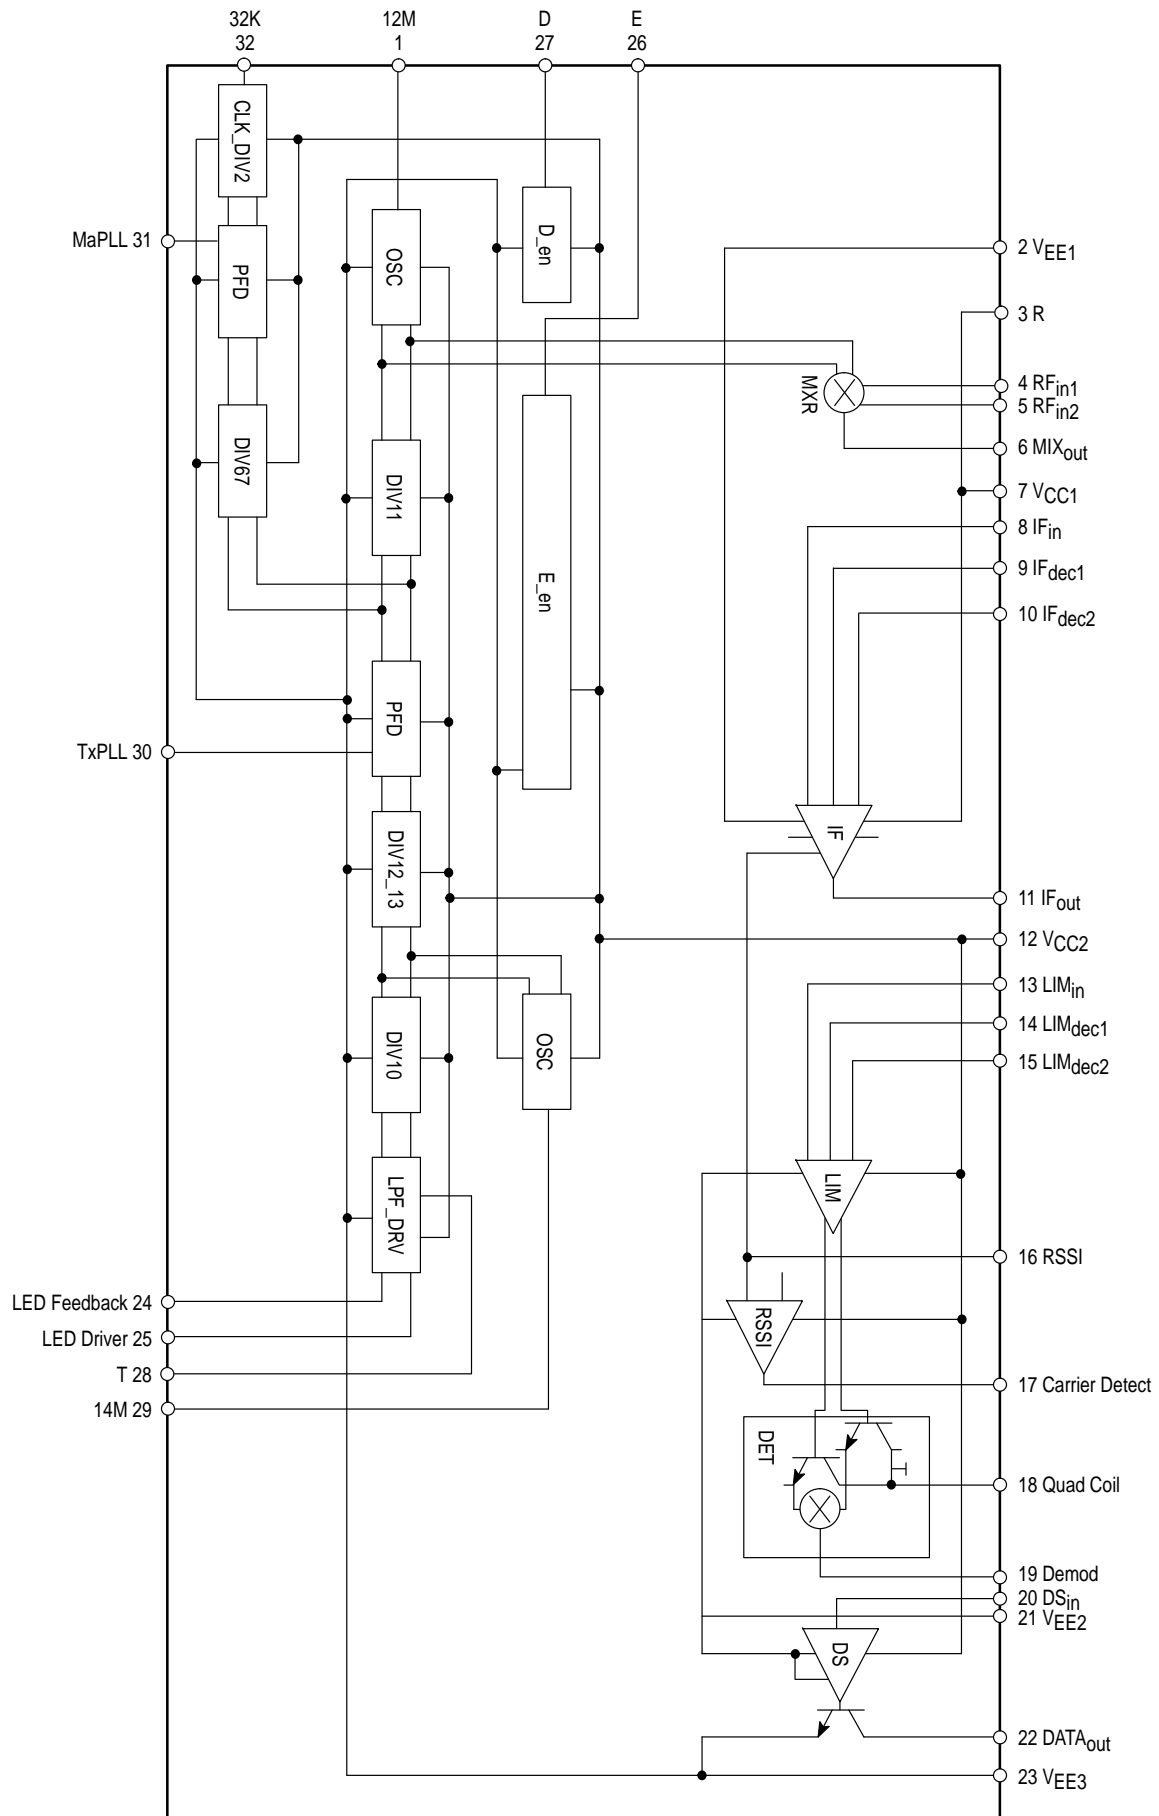 32K
32
12M
1
D
27
E
26
CLK_DIV2
PFD
DIV67
MaPLL 31
OSC
DIV11
PFD
DIV12_13
DIV10
LPF_DRV
TxPLL 30
D_en
E_en
OSC
LED Feedback 24
LED Driver 25
T 28
14M 29
MXR
IF
LIM
RSSI
DET
DS
2 VEE1
3 R
4 RFin1
5 RFin2
6 MIXout
7 VCC1
8 IFin
9 IFdec1
10 IFdec2
11 IFout
12 VCC2
13 LIMin
14 LIMdec1
15 LIMdec2
16 RSSI
17 Carrier Detect
18 Quad Coil
19 Demod
20 DSin
21 VEE2
22 DATAout
23 VEE3